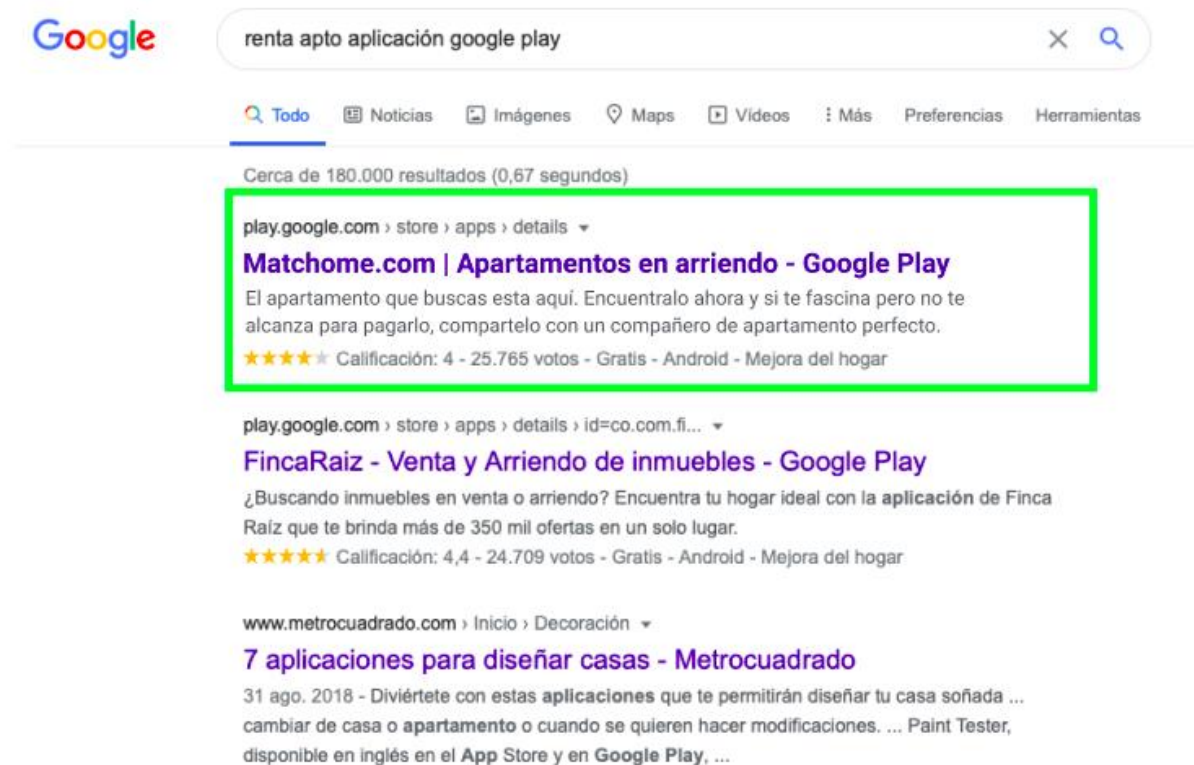 Google
renta apto aplicación google play
Todo Noticias Imágenes Maps Vídeos Más Preferencias Herramientas
Cerca de 180.000 resultados (0,67 segundos)
play.google.com › store › apps › details
Matchome.com | Apartamentos en arriendo - Google Play
El apartamento que buscas esta aquí. Encuentralo ahora y si te fascina pero no te
alcanza para pagarlo, compartelo con un compañero de apartamento perfecto.
Calificación: 4 - 25.765 votos - Gratis - Android - Mejora del hogar
play.google.com › store › apps › details › id=co.com.fi...
FincaRaiz - Venta y Arriendo de inmuebles - Google Play
¿Buscando inmuebles en venta o arriendo? Encuentra tu hogar ideal con la aplicación de Finca
Raíz que te brinda más de 350 mil ofertas en un solo lugar.
Calificación: 4,4 - 24.709 votos - Gratis - Android - Mejora del hogar
www.metrocuadrado.com › Inicio › Decoración
7 aplicaciones para diseñar casas - Metrocuadrado
31 ago. 2018 - Diviértete con estas aplicaciones que te permitirán diseñar tu casa soñada ...
cambiar de casa o apartamento o cuando se quieren hacer modificaciones. ... Paint Tester,
disponible en inglés en el App Store y en Google Play, ...